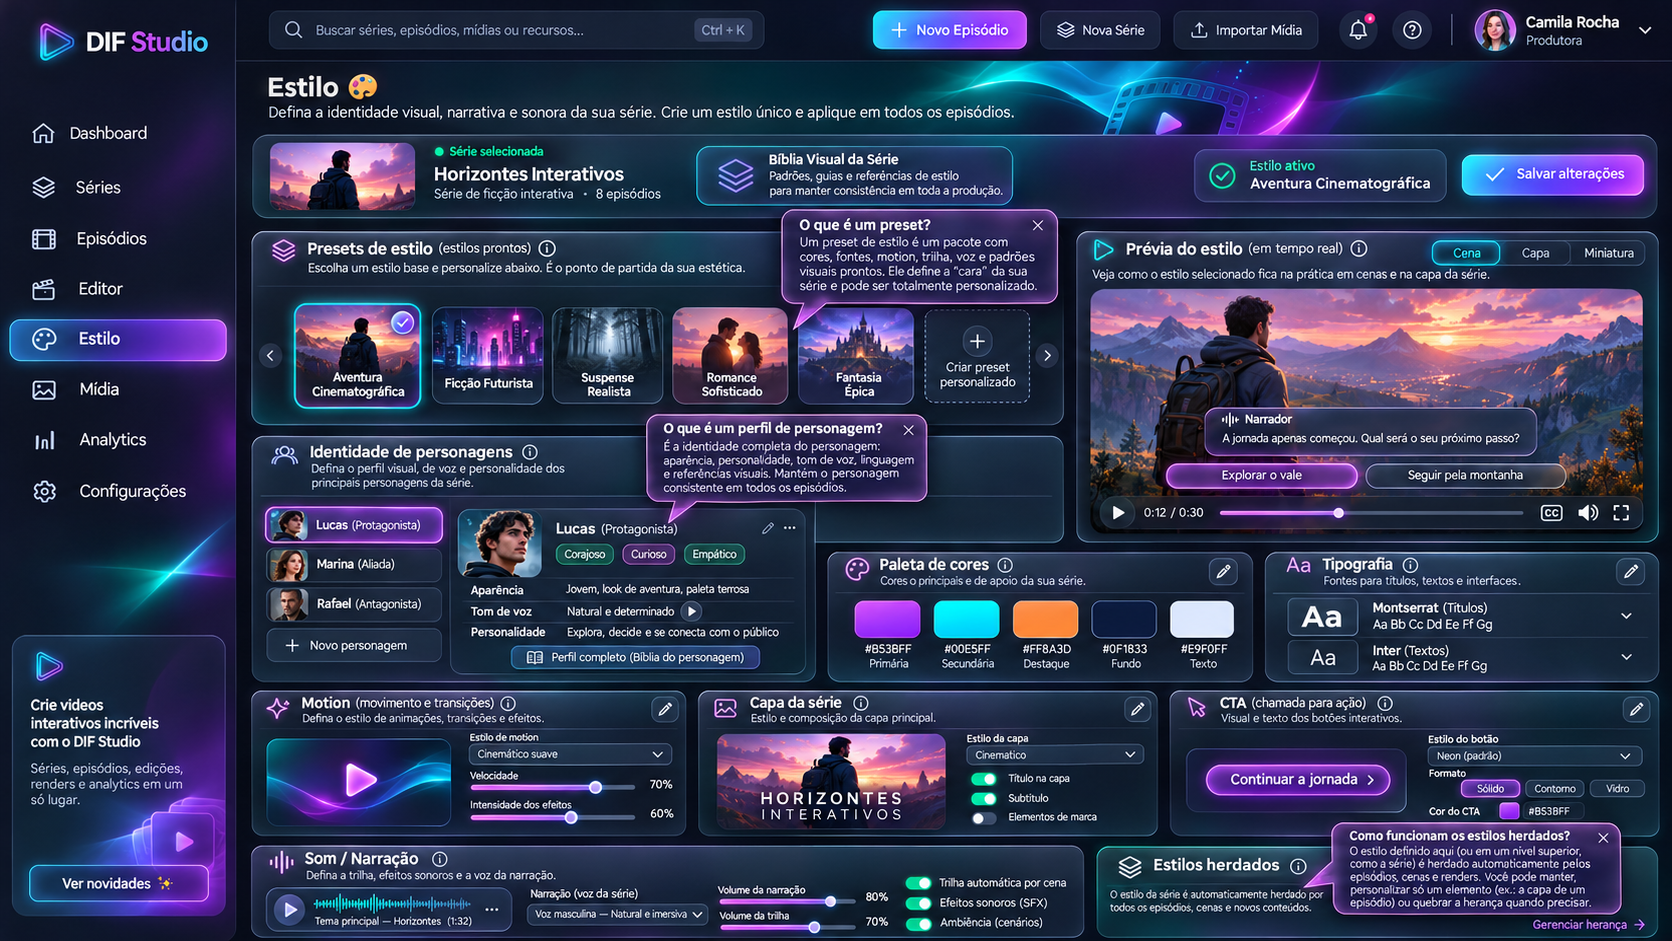 DIF Studio
Buscar séries, episódios, mídias ou recursos...
Ctrl + K
Novo Episódio
Nova Série
Importar Mídia
Camila Rocha
Produtora
Dashboard
Séries
Episódios
Editor
Estilo
Mídia
Analytics
Configurações
Crie videos
interativos incríveis
com o DIF Studio
Séries, episódios, edições,
renders e analytics em um
só lugar.
Ver novidades
Estilo
Defina a identidade visual, narrativa e sonora da sua série. Crie um estilo único e aplique em todos os episódios.
Série selecionada
Horizontes Interativos
Série de ficção interativa • 8 episódios
Bíblia Visual da Série
Padrões, guias e referências de estilo
para manter consistência em toda a produção.
Estilo ativo
Aventura Cinematográfica
Salvar alterações
Presets de estilo (estilos prontos)
Escolha um estilo base e personalize abaixo. É o ponto de partida da sua estética.
O que é um preset?
Um preset de estilo é um pacote com
cores, fontes, motion, trilha, voz e padrões
visuais prontos. Ele define a "cara" da sua
série e pode ser totalmente personalizado.
Aventura
Cinematográfica
Ficção Futurista
Suspense
Realista
Romance
Sofisticado
Fantasia
Épica
Criar preset
personalizado
Prévia do estilo (em tempo real)
Cena
Capa
Miniatura
Veja como o estilo selecionado fica na prática em cenas e na capa da série.
Narrador
A jornada apenas começou. Qual será o seu próximo passo?
Explorar o vale
Seguir pela montanha
0:12 / 0:30
CC
Identidade de personagens
Defina o perfil visual, de voz e personalidade dos
principais personagens da série.
O que é um perfil de personagem?
É a identidade completa do personagem:
aparência, personalidade, tom de voz, linguagem
e referências visuais. Mantém o personagem
consistente em todos os episódios.
Lucas (Protagonista)
Marina (Aliada)
Rafael (Antagonista)
Novo personagem
Lucas (Protagonista)
Corajoso
Curioso
Empático
Aparência Jovem, look de aventura, paleta terrosa
Tom de voz Natural e determinado
Personalidade Explora, decide e se conecta com o público
Perfil completo (Bíblia do personagem)
Paleta de cores
Cores o principais e de apoio da sua série.
#B53BFF
Primária
#00E5FF
Secundária
#FF8A3D
Destaque
#0F1833
Fundo
#E9F0FF
Texto
Aa Tipografia
Fontes para títulos, textos e interfaces.
Aa
Montserrat (Títulos)
Aa Bb Cc Dd Ee Ff Gg
Aa
Inter (Textos)
Aa Bb Cc Dd Ee Ff Gg
Motion (movimento e transições)
Defina o estilo de animações, transições e efeitos.
Estilo de motion
Cinemático suave
Velocidade
70%
Intensidade dos efeitos
60%
Capa da série
Estilo e composição da capa principal.
HORIZONTES
INTERATIVOS
Estilo da capa
Cinematico
Título na capa
Subtítulo
Elementos de marca
CTA (chamada para ação)
Visual e texto dos botões interativos.
Continuar a jornada
Estilo do botão
Neon (padrão)
Formato
Sólido
Contorno
Vidro
Cor do CTA
#B53BFF
Som / Narração
Defina a trilha, efeitos sonoros e a voz da narração.
Tema principal — Horizontes (1:32)
Narração (voz da série)
Voz masculina — Natural e imersiva
Volume da narração
80%
Volume da trilha
70%
Trilha automática por cena
Efeitos sonoros (SFX)
Ambiência (cenários)
Estilos herdados
O estilo da série é automaticamente herdado por
todos os episódios, cenas e novos conteúdos.
Como funcionam os estilos herdados?
O estilo definido aqui (ou em um nível superior,
como a série) é herdado automaticamente pelos
episódios, cenas e renders. Você pode manter,
personalizar só um elemento (ex.: a capa de um
episódio) ou quebrar a herança quando precisar.
Gerenciar herança